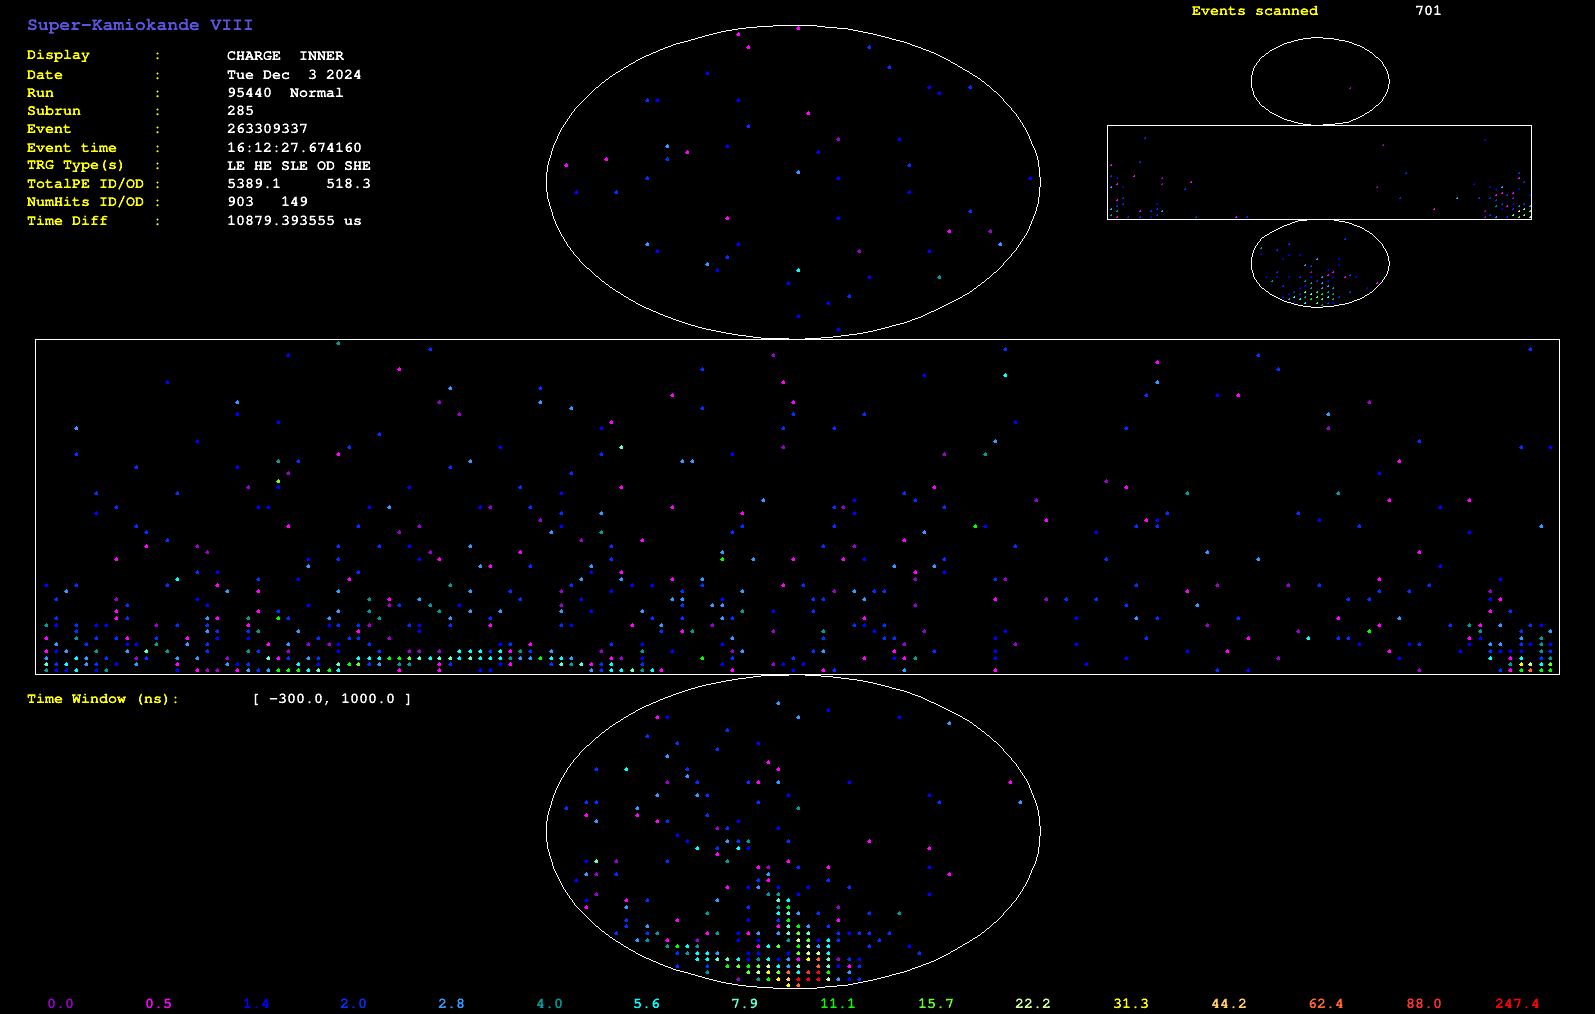 Super-Kamiokande VIII
Events scanned 701
Display : CHARGE INNER
Date : Tue Dec 3 2024
Run : 95440 Normal
Subrun : 285
Event : 263309337
Event time : 16:12:27.674160
TRG Type(s) : LE HE SLE OD SHE
TotalPE ID/OD : 5389.1 518.3
NumHits ID/OD : 903 149
Time Diff : 10879.393555 us
Time Window (ns): [ -300.0, 1000.0 ]
0.0 0.5 1.4 2.0 2.8 4.0 5.6 7.9 11.1 15.7 22.2 31.3 44.2 62.4 88.0 247.4